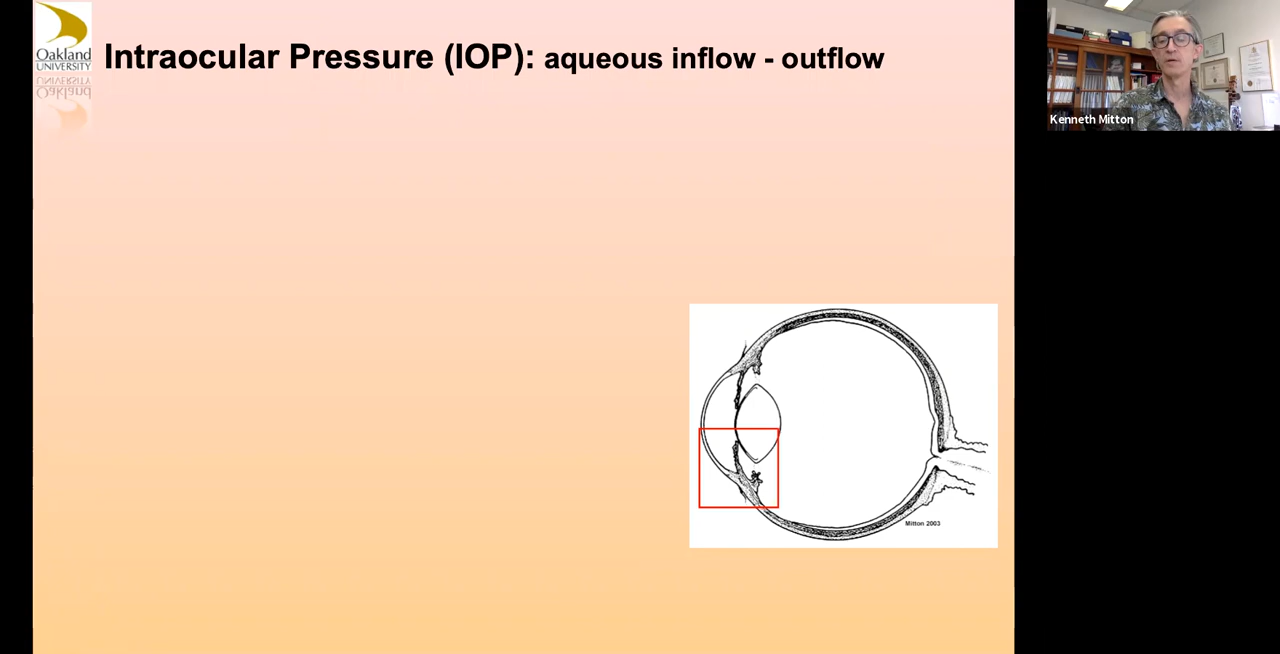 Oakland
UNIVERSITY
Intraocular Pressure (IOP): aqueous inflow - outflow
Kenneth Mitton
Mitton 2003